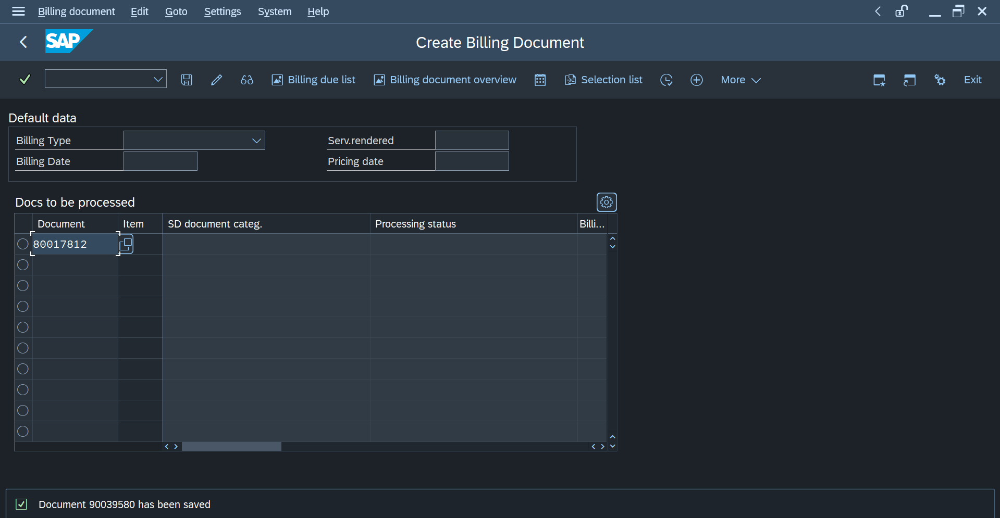 Billing document Edit Goto Settings System Help
SAP Create Billing Document
Billing due list Billing document overview Selection list More Exit
Default data
Billing Type Serv.rendered
Billing Date Pricing date
Docs to be processed
Document Item SD document categ. Processing status Billi...
80017812
Document 90039580 has been saved